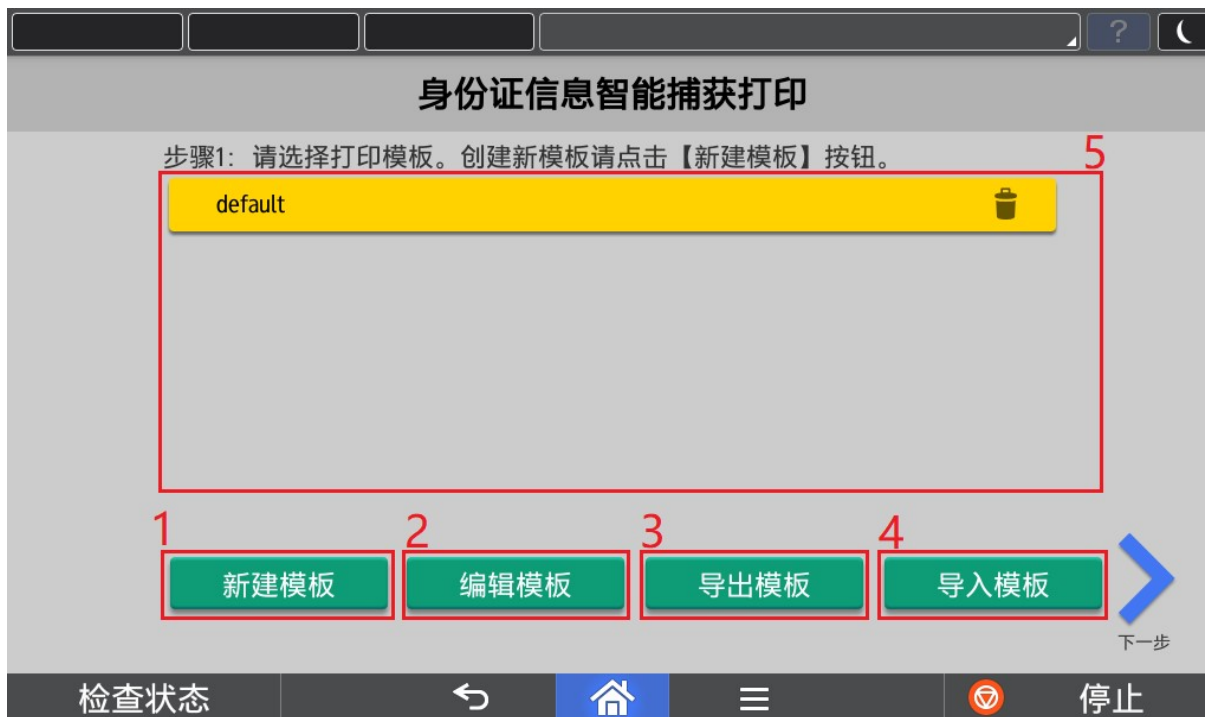 ?
身份证信息智能捕获打印
步骤1：请选择打印模板。创建新模板请点击【新建模板】按钮。
5
default
1 2 3 4
新建模板 编辑模板 导出模板 导入模板
下一步
检查状态 停止